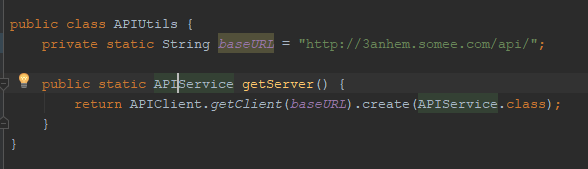 public class APIUtils {
    private static String baseURL = "http://3anhem.somee.com/api/";
    public static APIService getServer() {
        return APIClient.getClient(baseURL).create(APIService.class);
    }
}